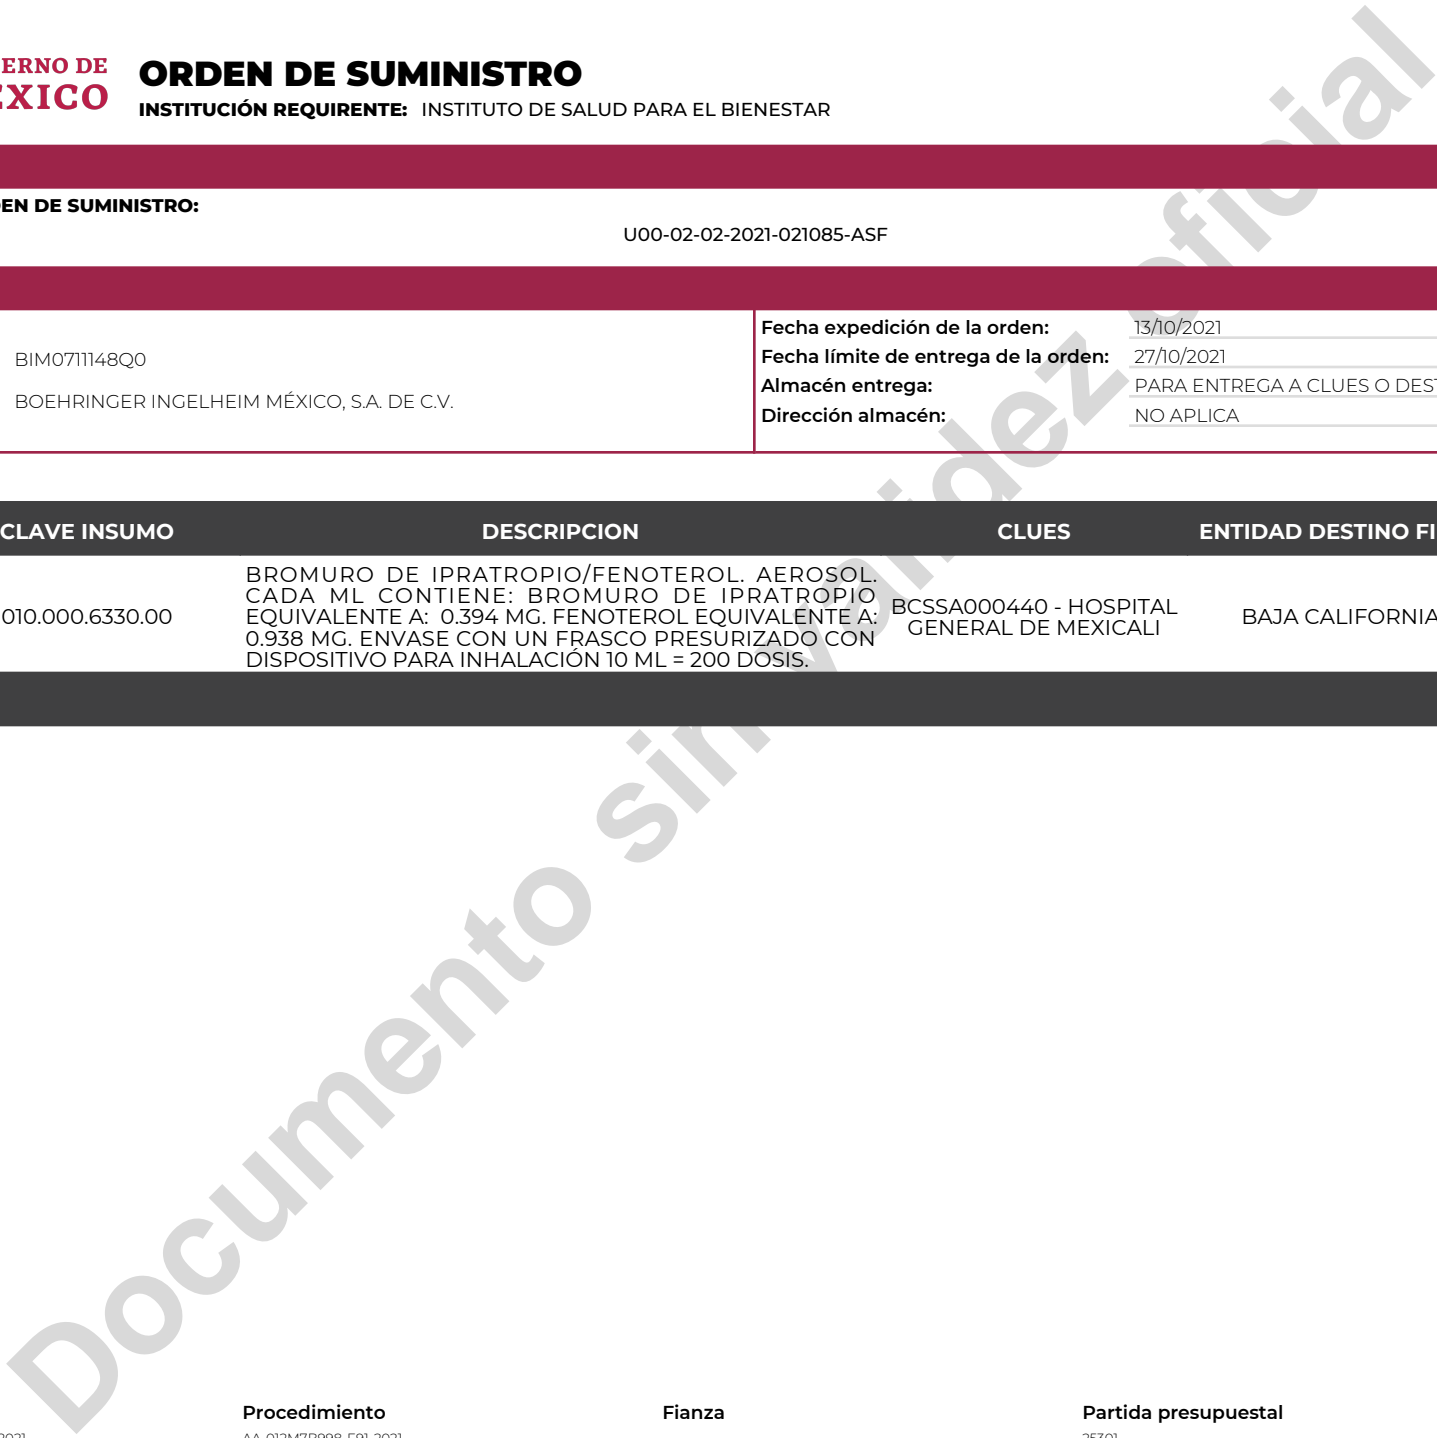 ERNO DE
EXICO
ORDEN DE SUMINISTRO
INSTITUCIÓN REQUIRENTE: INSTITUTO DE SALUD PARA EL BIENESTAR
EN DE SUMINISTRO:
U00-02-02-2021-021085-ASF
BIM0711148Q0
BOEHRINGER INGELHEIM MÉXICO, S.A. DE C.V.
Fecha expedición de la orden: 13/10/2021
Fecha límite de entrega de la orden: 27/10/2021
Almacén entrega: PARA ENTREGA A CLUES O DEST
Dirección almacén: NO APLICA
CLAVE INSUMO DESCRIPCION CLUES ENTIDAD DESTINO FI
010.000.6330.00
BROMURO DE IPRATROPIO/FENOTEROL. AEROSOL.
CADA ML CONTIENE: BROMURO DE IPRATROPIO
EQUIVALENTE A: 0.394 MG. FENOTEROL EQUIVALENTE A:
0.938 MG. ENVASE CON UN FRASCO PRESURIZADO CON
DISPOSITIVO PARA INHALACIÓN 10 ML = 200 DOSIS.
BCSSA000440 - HOSPITAL
GENERAL DE MEXICALI
BAJA CALIFORNIA
Documento sin validez oficial
Procedimiento Fianza Partida presupuestal